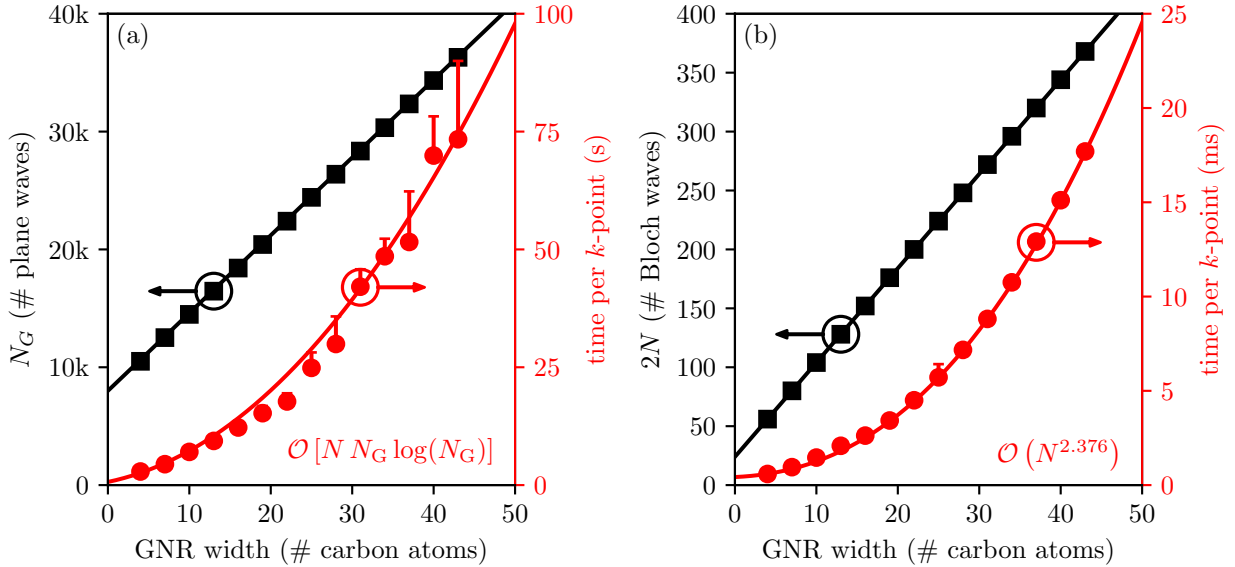 (a)
40k
30k
20k
10k
0
N_G (# plane waves)
100
75
50
25
0
time per k-point (s)
𝒪 [N N_G log(N_G)]
0 10 20 30 40 50
GNR width (# carbon atoms)
(b)
400
350
300
250
200
150
100
50
0
2N (# Bloch waves)
25
20
15
10
5
0
time per k-point (ms)
𝒪 (N^2.376)
0 10 20 30 40 50
GNR width (# carbon atoms)